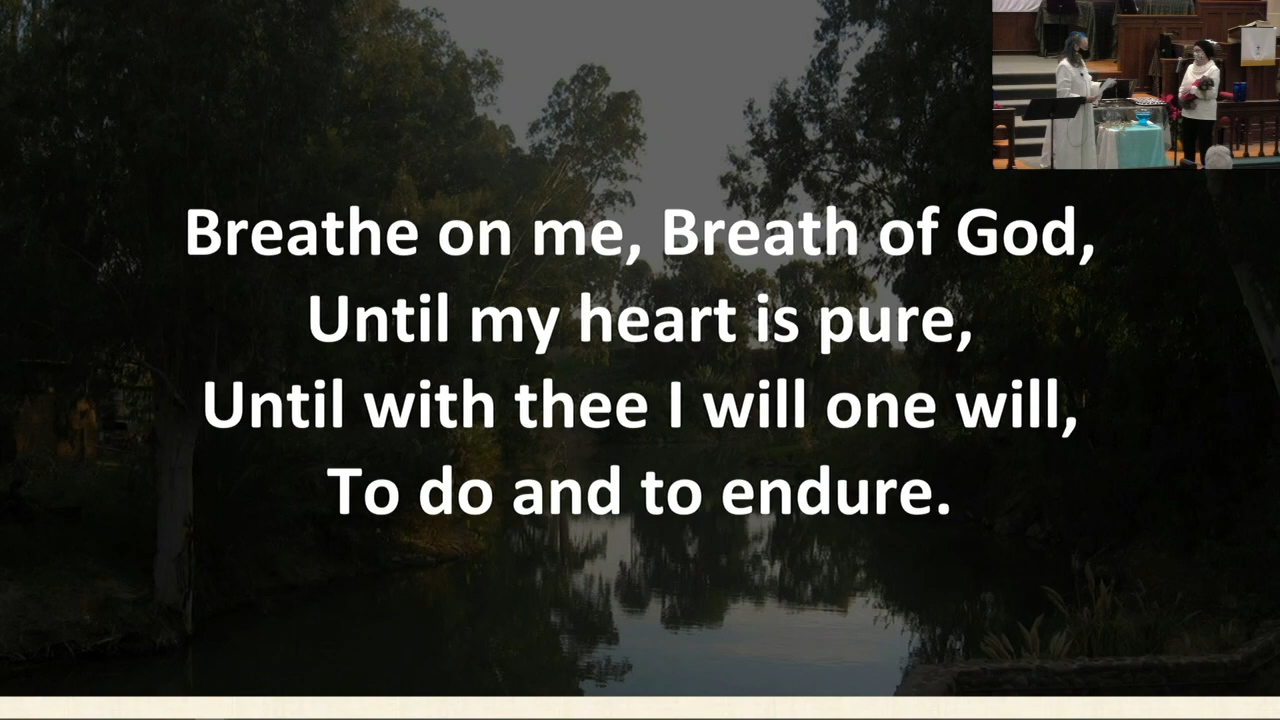 Breathe on me, Breath of God,
Until my heart is pure,
Until with thee I will one will,
To do and to endure.